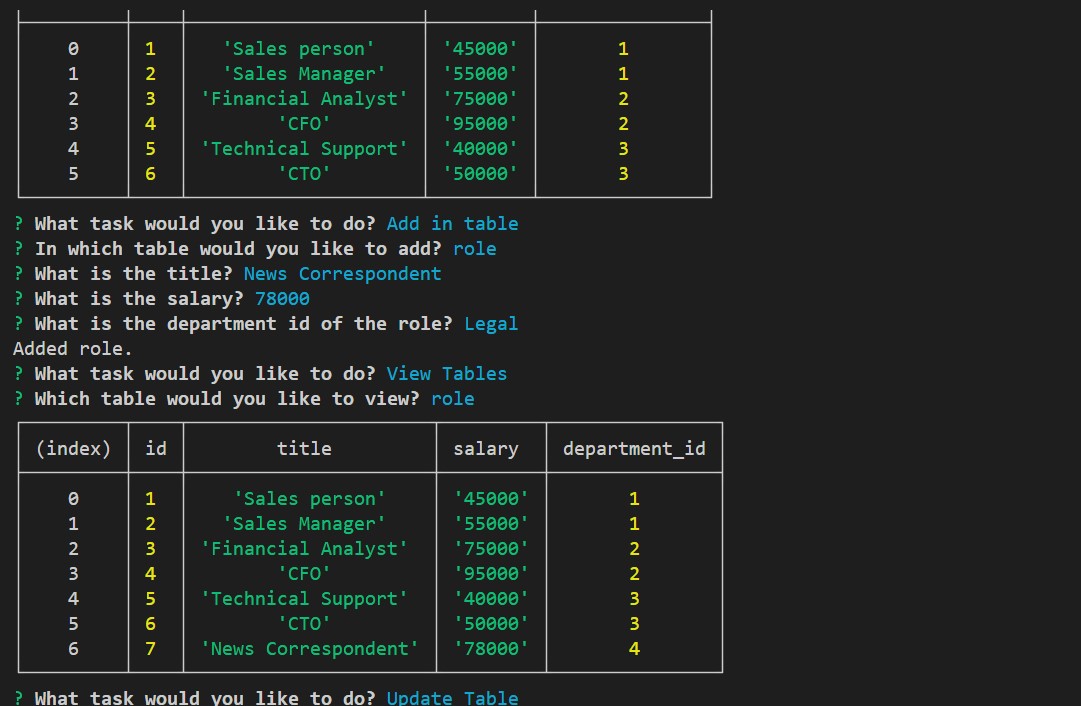 0 1 'Sales person' '45000' 1
1 2 'Sales Manager' '55000' 1
2 3 'Financial Analyst' '75000' 2
3 4 'CFO' '95000' 2
4 5 'Technical Support' '40000' 3
5 6 'CTO' '50000' 3
? What task would you like to do? Add in table
? In which table would you like to add? role
? What is the title? News Correspondent
? What is the salary? 78000
? What is the department id of the role? Legal
Added role.
? What task would you like to do? View Tables
? Which table would you like to view? role
(index) id title salary department_id
0 1 'Sales person' '45000' 1
1 2 'Sales Manager' '55000' 1
2 3 'Financial Analyst' '75000' 2
3 4 'CFO' '95000' 2
4 5 'Technical Support' '40000' 3
5 6 'CTO' '50000' 3
6 7 'News Correspondent' '78000' 4
? What task would you like to do? Update Table